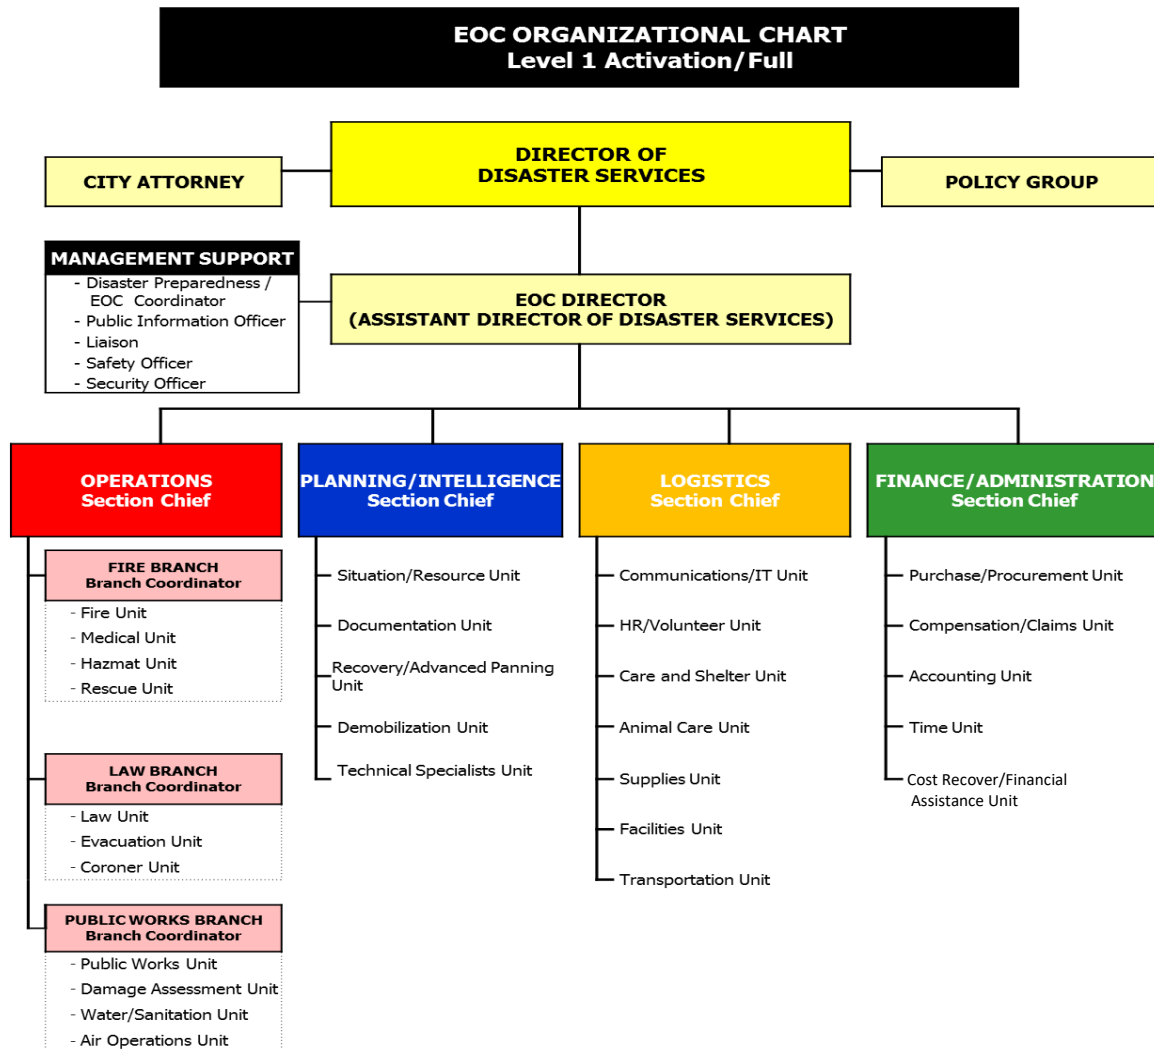 EOC ORGANIZATIONAL CHART
Level 1 Activation/Full
DIRECTOR OF
DISASTER SERVICES
CITY ATTORNEY
POLICY GROUP
MANAGEMENT SUPPORT
- Disaster Preparedness /
EOC Coordinator
- Public Information Officer
- Liaison
- Safety Officer
- Security Officer
EOC DIRECTOR
(ASSISTANT DIRECTOR OF DISASTER SERVICES)
OPERATIONS
Section Chief
FIRE BRANCH
Branch Coordinator
- Fire Unit
- Medical Unit
- Hazmat Unit
- Rescue Unit
LAW BRANCH
Branch Coordinator
- Law Unit
- Evacuation Unit
- Coroner Unit
PUBLIC WORKS BRANCH
Branch Coordinator
- Public Works Unit
- Damage Assessment Unit
- Water/Sanitation Unit
- Air Operations Unit
PLANNING/INTELLIGENCE
Section Chief
Situation/Resource Unit
Documentation Unit
Recovery/Advanced Panning
Unit
Demobilization Unit
Technical Specialists Unit
LOGISTICS
Section Chief
Communications/IT Unit
HR/Volunteer Unit
Care and Shelter Unit
Animal Care Unit
Supplies Unit
Facilities Unit
Transportation Unit
FINANCE/ADMINISTRATION
Section Chief
Purchase/Procurement Unit
Compensation/Claims Unit
Accounting Unit
Time Unit
Cost Recover/Financial
Assistance Unit